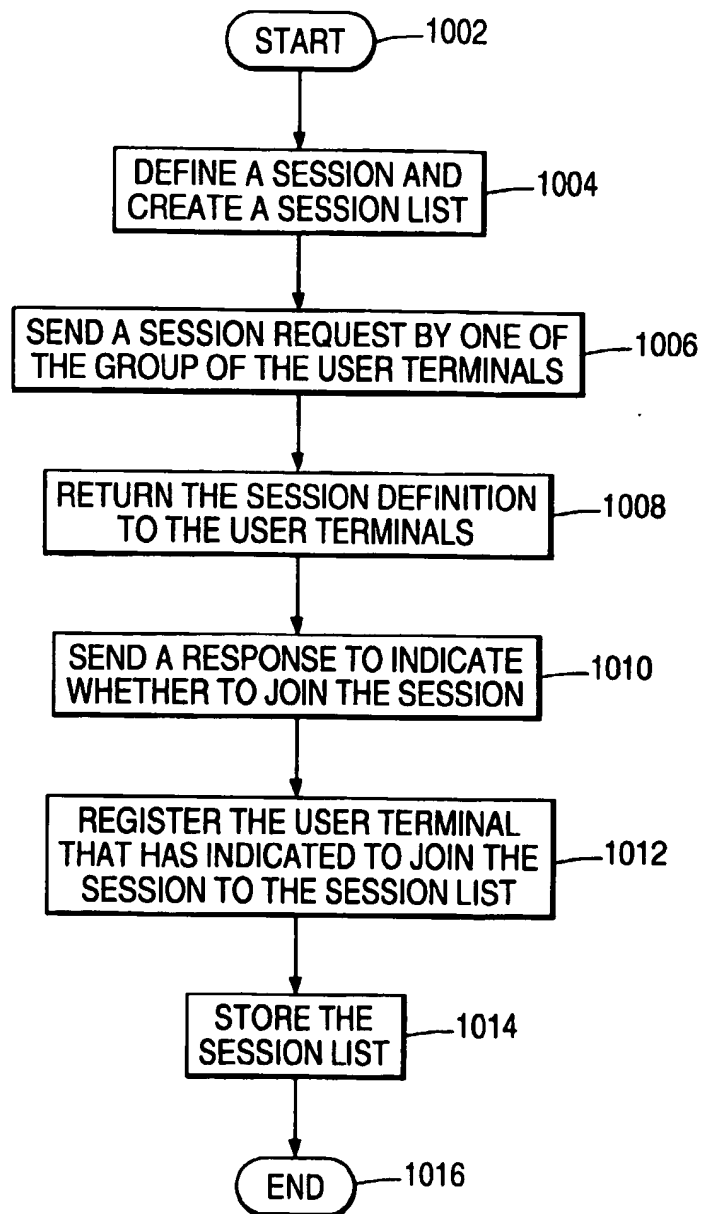 START
1002
DEFINE A SESSION AND
CREATE A SESSION LIST
1004
SEND A SESSION REQUEST BY ONE OF
THE GROUP OF THE USER TERMINALS
1006
RETURN THE SESSION DEFINITION
TO THE USER TERMINALS
1008
SEND A RESPONSE TO INDICATE
WHETHER TO JOIN THE SESSION
1010
REGISTER THE USER TERMINAL
THAT HAS INDICATED TO JOIN THE
SESSION TO THE SESSION LIST
1012
STORE THE
SESSION LIST
1014
END
1016